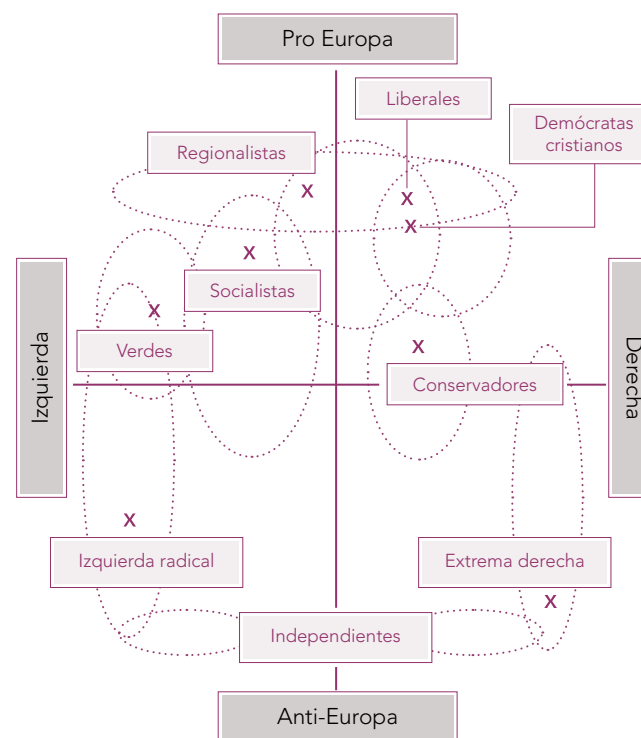 Pro Europa
Liberales
Demócratas
cristianos
Regionalistas
x
x
x
x
Socialistas
x
Verdes
x
Izquierda
Derecha
Conservadores
x
Izquierda radical
Extrema derecha
x
Independientes
Anti-Europa